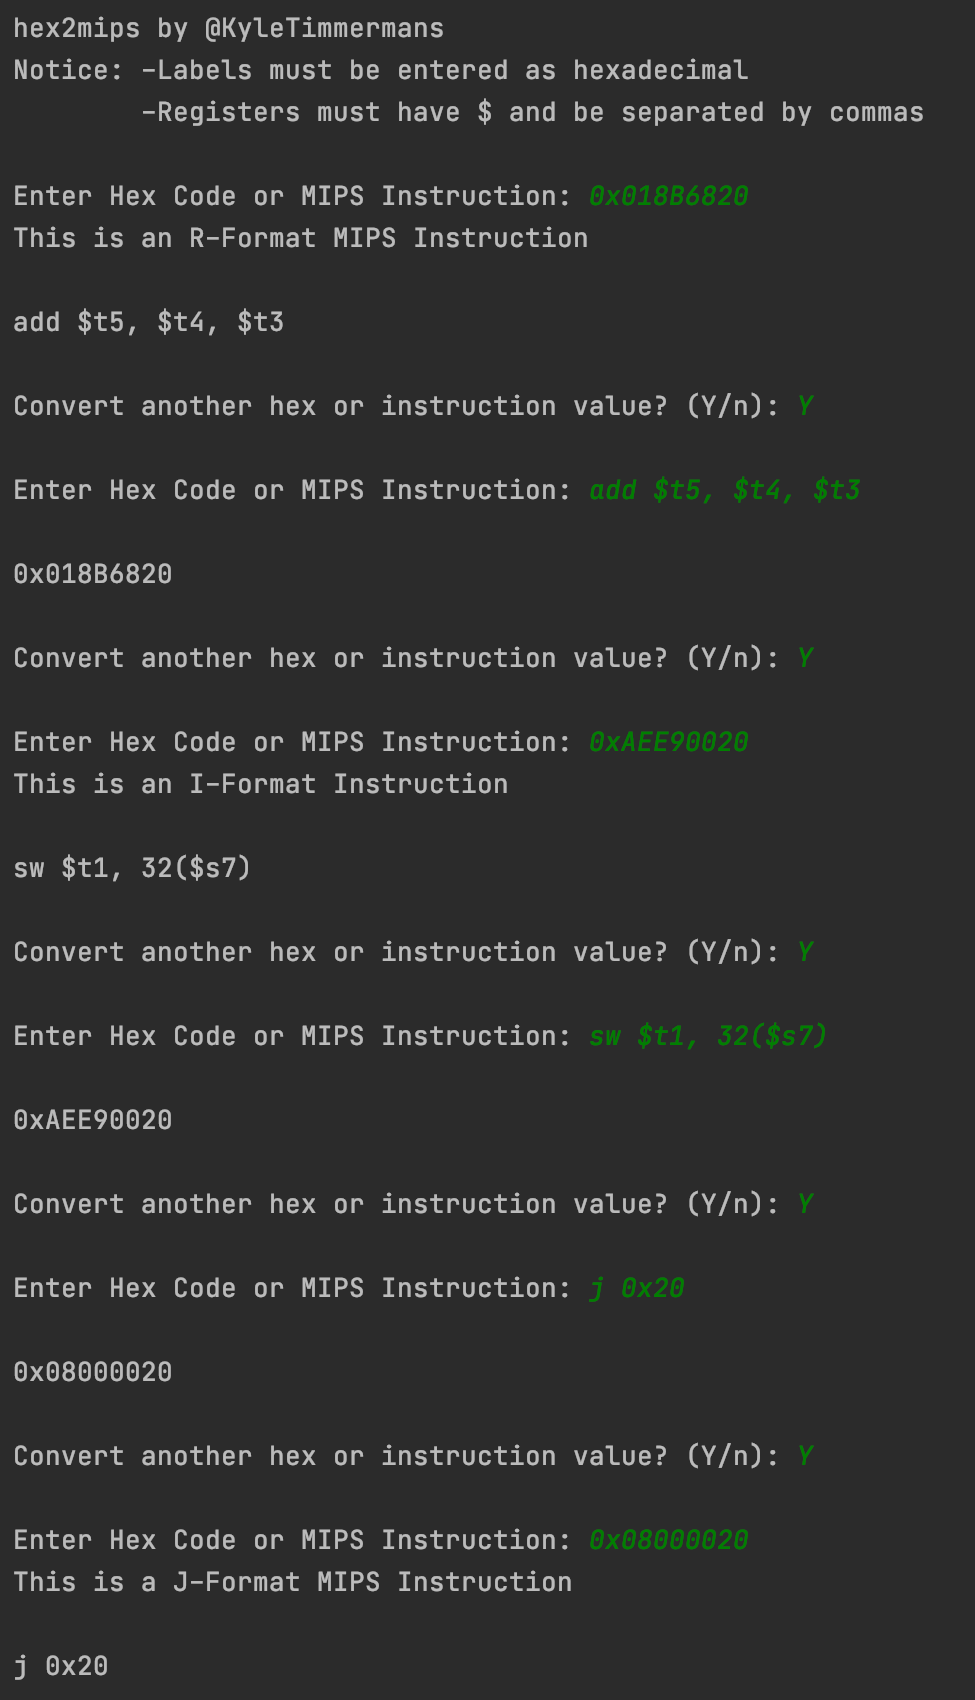 hex2mips by @KyleTimmermans
Notice: -Labels must be entered as hexadecimal
-Registers must have $ and be separated by commas
Enter Hex Code or MIPS Instruction: 0x018B6820
This is an R-Format MIPS Instruction
add $t5, $t4, $t3
Convert another hex or instruction value? (Y/n): Y
Enter Hex Code or MIPS Instruction: add $t5, $t4, $t3
0x018B6820
Convert another hex or instruction value? (Y/n): Y
Enter Hex Code or MIPS Instruction: 0xAEE90020
This is an I-Format Instruction
sw $t1, 32($s7)
Convert another hex or instruction value? (Y/n): Y
Enter Hex Code or MIPS Instruction: sw $t1, 32($s7)
0xAEE90020
Convert another hex or instruction value? (Y/n): Y
Enter Hex Code or MIPS Instruction: j 0x20
0x08000020
Convert another hex or instruction value? (Y/n): Y
Enter Hex Code or MIPS Instruction: 0x08000020
This is a J-Format MIPS Instruction
j 0x20